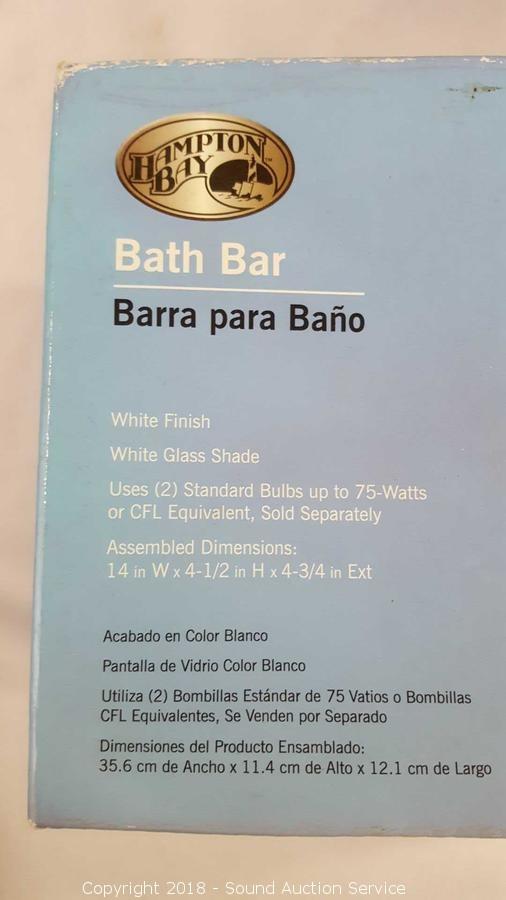 HAMPTON
BAY™
Bath Bar
Barra para Baño
White Finish
White Glass Shade
Uses (2) Standard Bulbs up to 75-Watts
or CFL Equivalent, Sold Separately
Assembled Dimensions:
14 in W x 4-1/2 in H x 4-3/4 in Ext
Acabado en Color Blanco
Pantalla de Vidrio Color Blanco
Utiliza (2) Bombillas Estándar de 75 Vatios o Bombillas
CFL Equivalentes, Se Venden por Separado
Dimensiones del Producto Ensamblado:
35.6 cm de Ancho x 11.4 cm de Alto x 12.1 cm de Largo
Copyright 2018 - Sound Auction Service